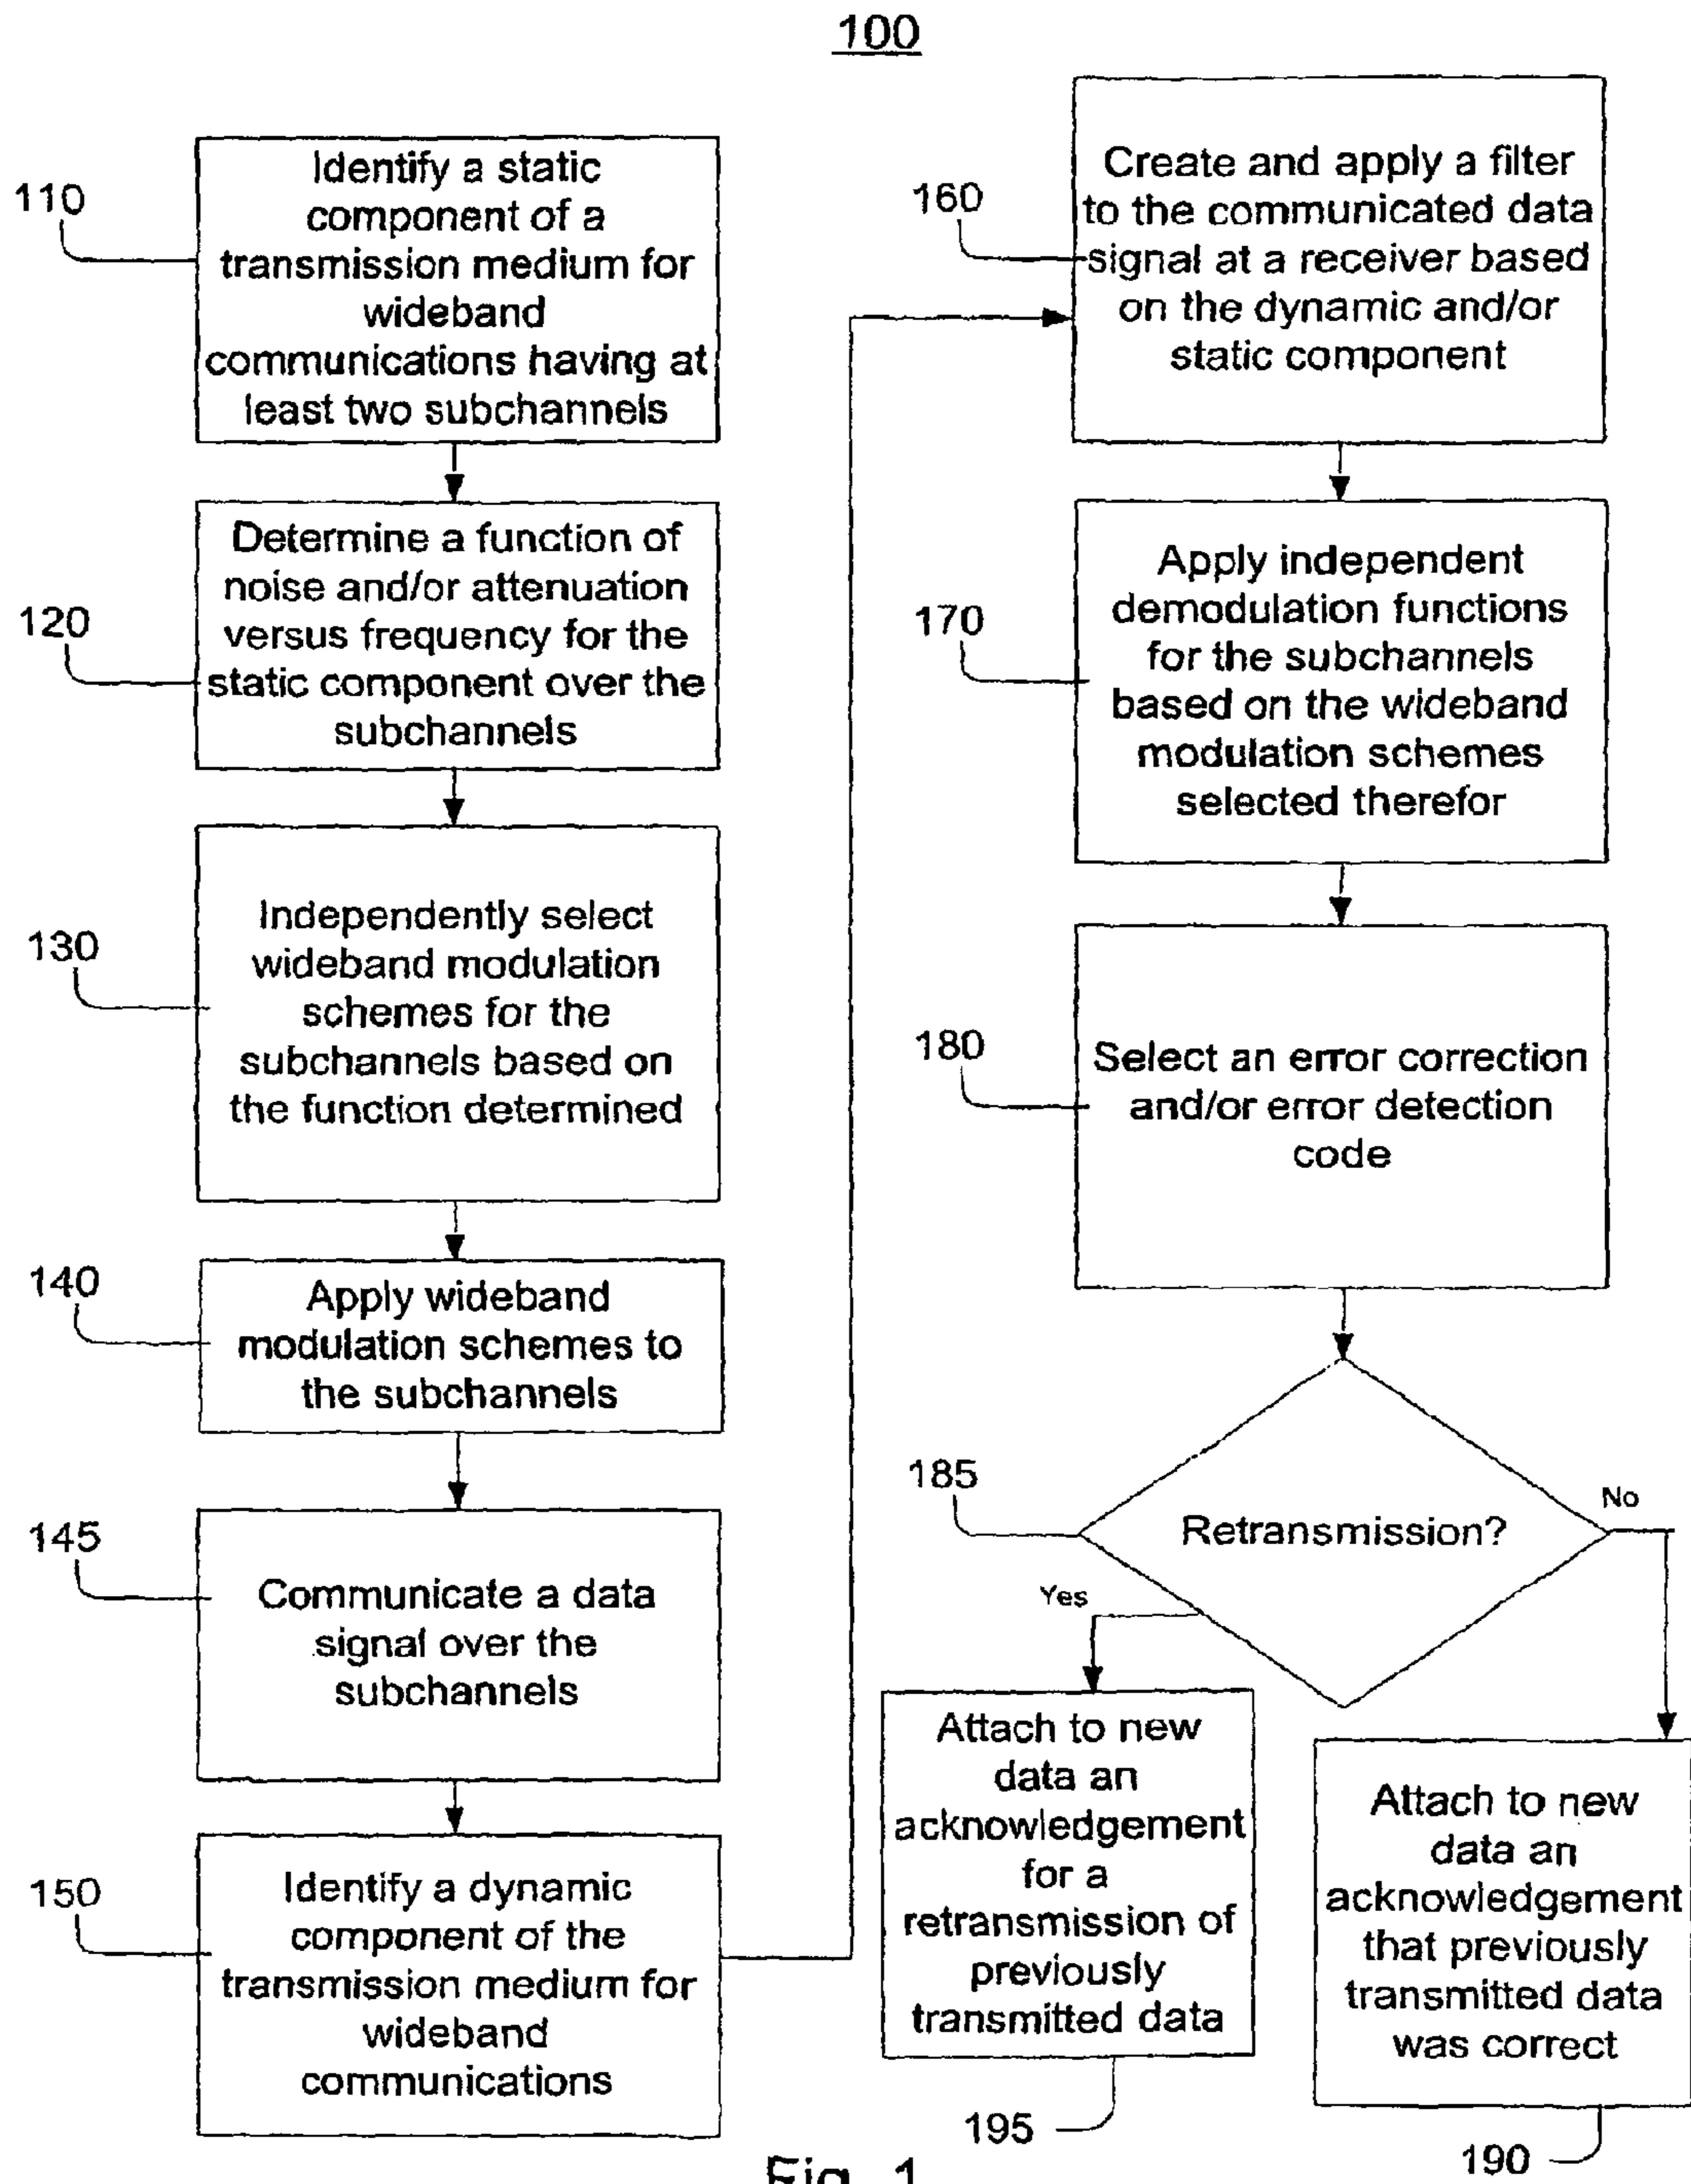 100
110
Identify a static
component of a
transmission medium for
wideband
communications having at
least two subchannels
120
Determine a function of
noise and/or attenuation
versus frequency for the
static component over the
subchannels
130
Independently select
wideband modulation
schemes for the
subchannels based on
the function determined
140
Apply wideband
modulation schemes to
the subchannels
145
Communicate a data
signal over the
subchannels
150
Identify a dynamic
component of the
transmission medium for
wideband
communications
160
Create and apply a filter
to the communicated data
signal at a receiver based
on the dynamic and/or
static component
170
Apply independent
demodulation functions
for the subchannels
based on the wideband
modulation schemes
selected therefor
180
Select an error correction
and/or error detection
code
185
Retransmission?
No
Yes
Attach to new
data an
acknowledgement
for a
retransmission of
previously
transmitted data
195
Attach to new
data an
acknowledgement
that previously
transmitted data
was correct
190
Fig. 1